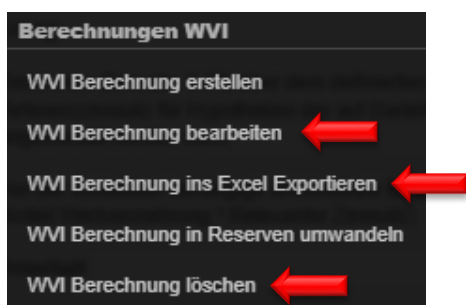 Berechnungen WVI
WVI Berechnung erstellen
WVI Berechnung bearbeiten
WVI Berechnung ins Excel Exportieren
WVI Berechnung in Reserven umwandeln
WVI Berechnung löschen